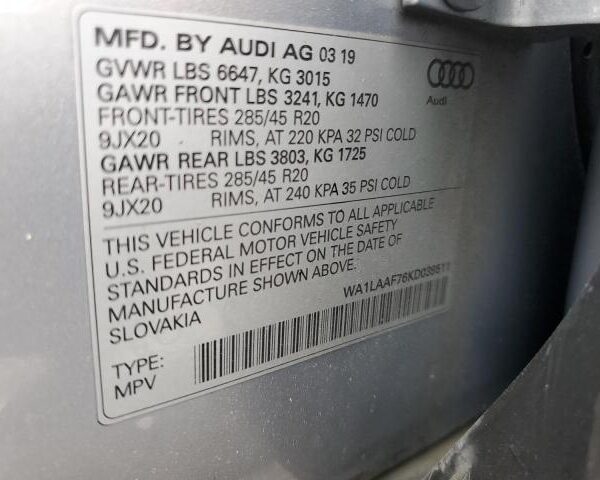 MFD. BY AUDI AG 03 19
GVWR LBS 6647, KG 3015
GAWR FRONT LBS 3241, KG 1470
FRONT-TIRES 285/45 R20
9JX20 RIMS, AT 220 KPA 32 PSI COLD
GAWR REAR LBS 3803, KG 1725
REAR-TIRES 285/45 R20
9JX20 RIMS, AT 240 KPA 35 PSI COLD
Audi
THIS VEHICLE CONFORMS TO ALL APPLICABLE
U.S. FEDERAL MOTOR VEHICLE SAFETY
STANDARDS IN EFFECT ON THE DATE OF
MANUFACTURE SHOWN ABOVE.
SLOVAKIA
TYPE:
MPV